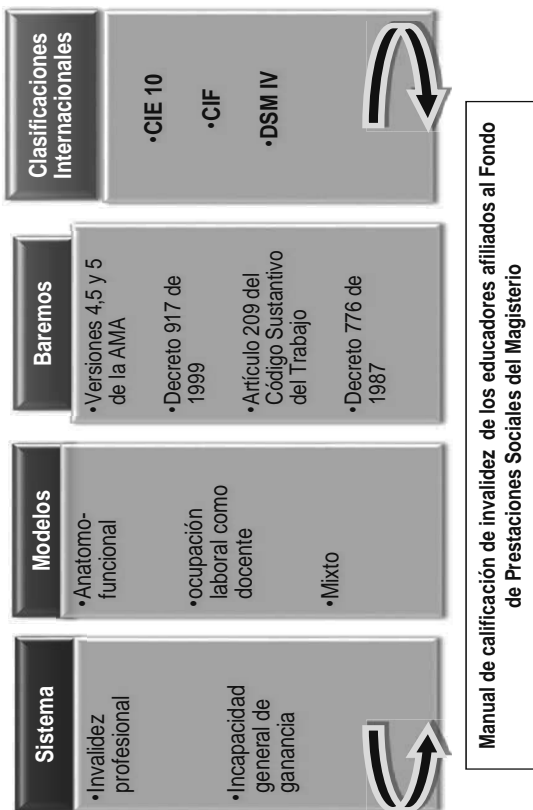 Sistema
•Invalidez
profesional
•Incapacidad
general de
ganancia
Modelos
•Anatomo-
funcional
•ocupación
laboral como
docente
•Mixto
Baremos
•Versiones 4,5 y 5
de la AMA
•Decreto 917 de
1999
•Artículo 209 del
Código Sustantivo
del Trabajo
•Decreto 776 de
1987
Clasificaciones
Internacionales
•CIE 10
•CIF
•DSM IV
Manual de calificación de invalidez de los educadores afiliados al Fondo
de Prestaciones Sociales del Magisterio